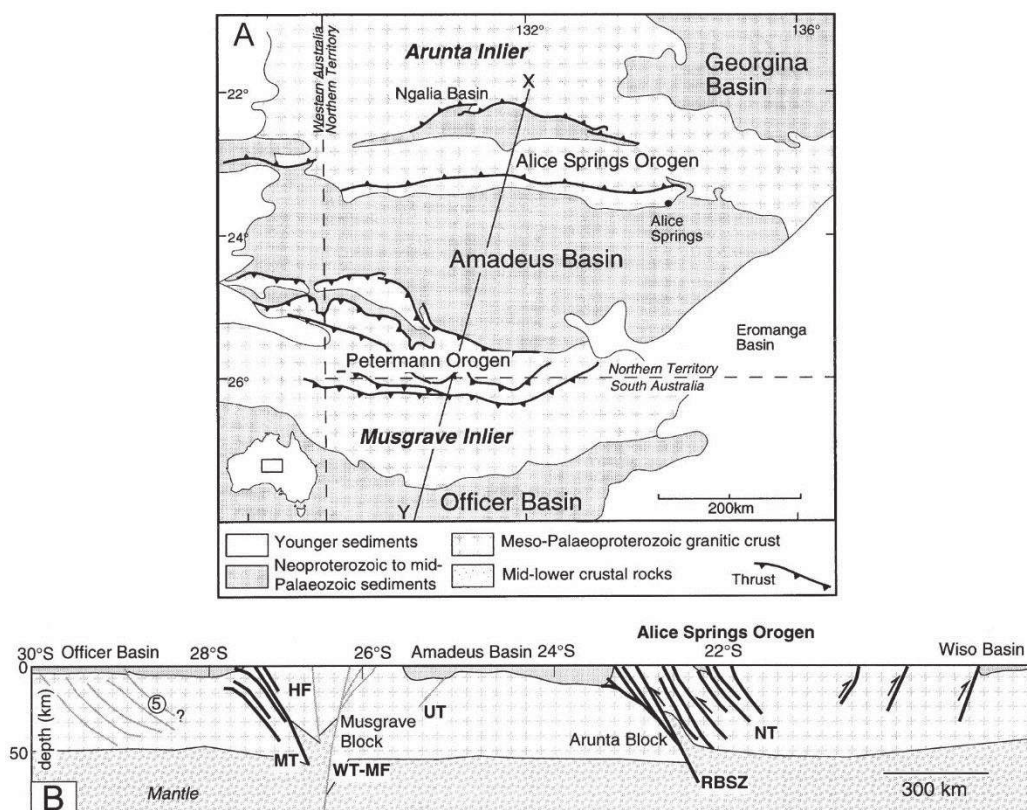 A
132°
136°
Arunta Inlier
Georgina
Basin
X
Western Australia
Northern Territory
22°
Ngalia Basin
Alice Springs Orogen
Alice
Springs
24°
Amadeus Basin
Eromanga
Basin
Petermann Orogen
Northern Territory
South Australia
26°
Musgrave Inlier
Officer Basin
Y
200km
Younger sediments
Meso-Palaeoproterozoic granitic crust
Neoproterozoic to mid-
Palaeozoic sediments
Mid-lower crustal rocks
Thrust
Alice Springs Orogen
30°S Officer Basin 28°S 26°S Amadeus Basin 24°S 22°S Wiso Basin
0
depth (km)
50
5
?
HF
MT
Musgrave
Block
WT-MF
UT
Arunta Block
RBSZ
NT
Mantle
300 km
B